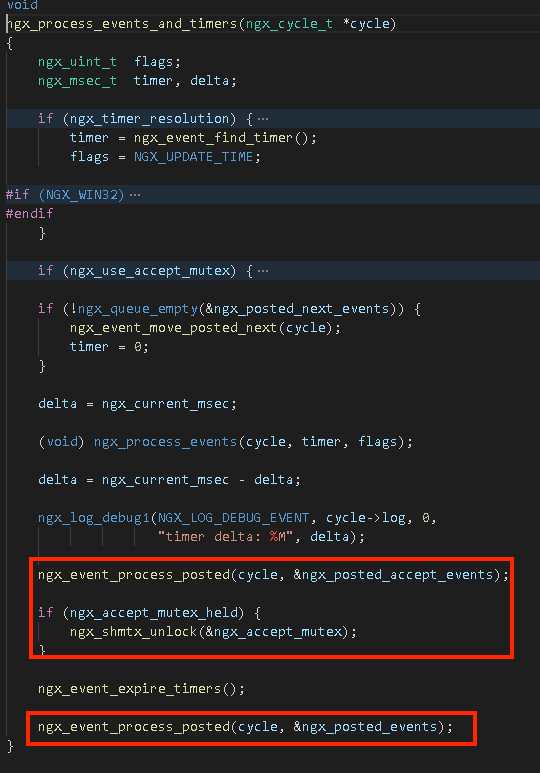 void
ngx_process_events_and_timers(ngx_cycle_t *cycle)
{
    ngx_uint_t  flags;
    ngx_msec_t  timer, delta;

    if (ngx_timer_resolution) { ···
        timer = ngx_event_find_timer();
        flags = NGX_UPDATE_TIME;

#if (NGX_WIN32) ···
#endif
    }

    if (ngx_use_accept_mutex) { ···

    if (!ngx_queue_empty(&ngx_posted_next_events)) {
        ngx_event_move_posted_next(cycle);
        timer = 0;
    }

    delta = ngx_current_msec;

    (void) ngx_process_events(cycle, timer, flags);

    delta = ngx_current_msec - delta;

    ngx_log_debug1(NGX_LOG_DEBUG_EVENT, cycle->log, 0,
                   "timer delta: %M", delta);

    ngx_event_process_posted(cycle, &ngx_posted_accept_events);

    if (ngx_accept_mutex_held) {
        ngx_shmtx_unlock(&ngx_accept_mutex);
    }

    ngx_event_expire_timers();

    ngx_event_process_posted(cycle, &ngx_posted_events);
}